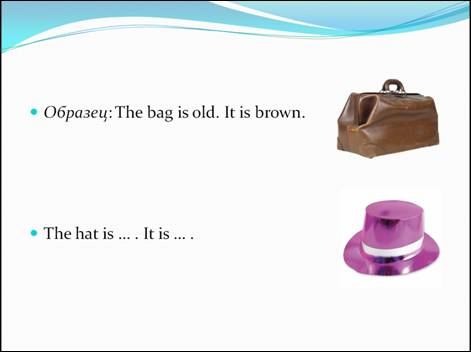 Образец: The bag is old. It is brown.
The hat is ... . It is ... .